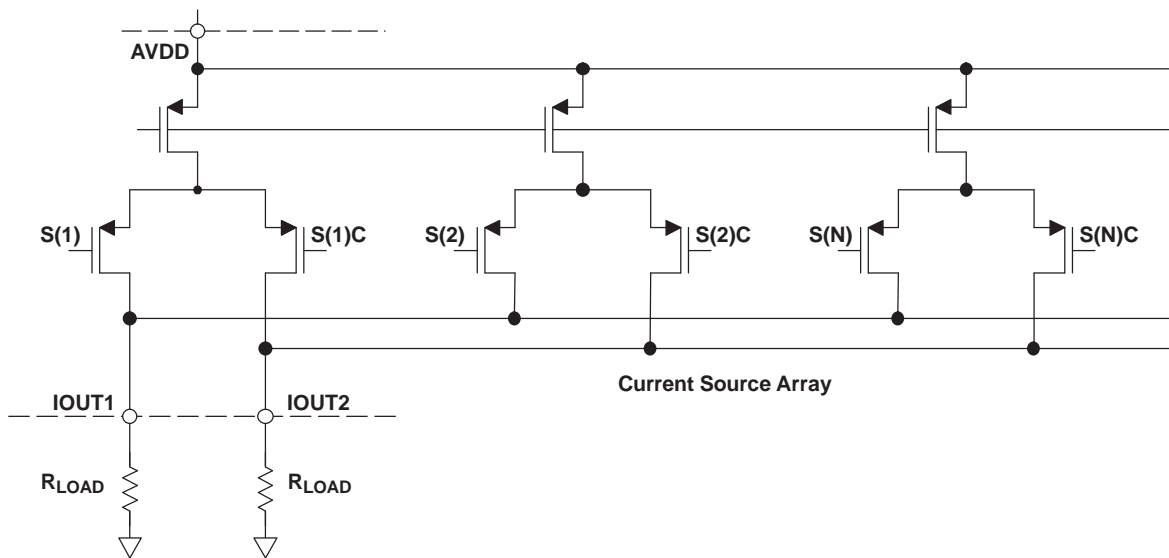 AVDD
S(1)
S(1)C
S(2)
S(2)C
S(N)
S(N)C
Current Source Array
IOUT1
IOUT2
RLOAD
RLOAD